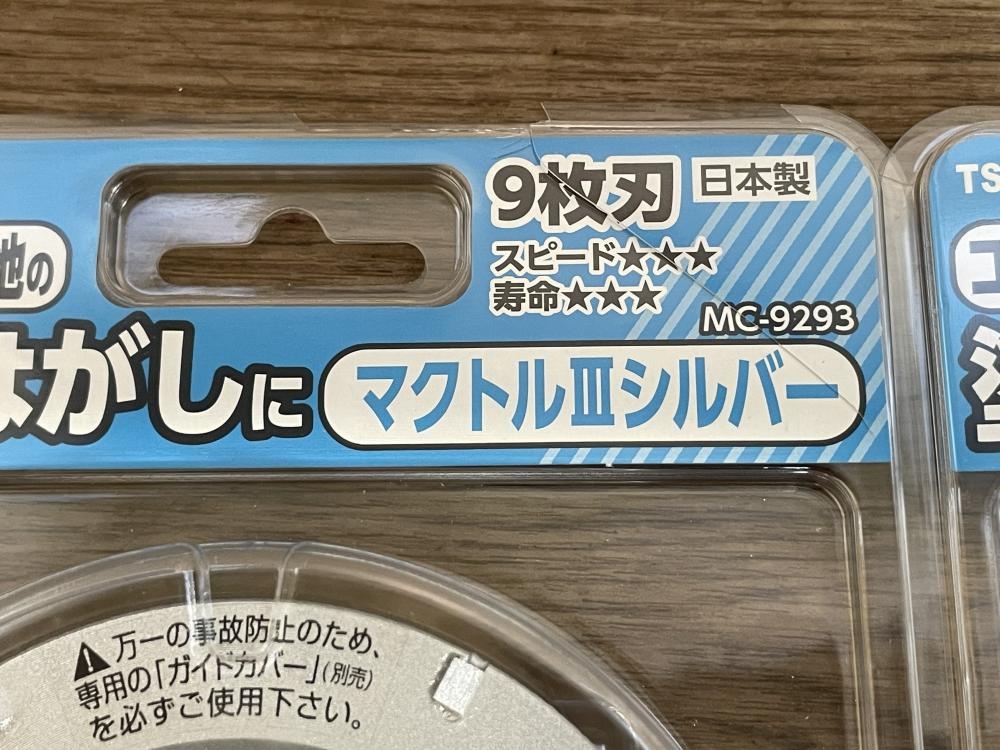 9枚刃 日本製
スピード★★★
寿命★★★
MC-9293
TS
池の
はがしに マクトルⅢシルバー
⚠万一の事故防止のため、
専用の「ガイドカバー」(別売)
を必ずご使用下さい。